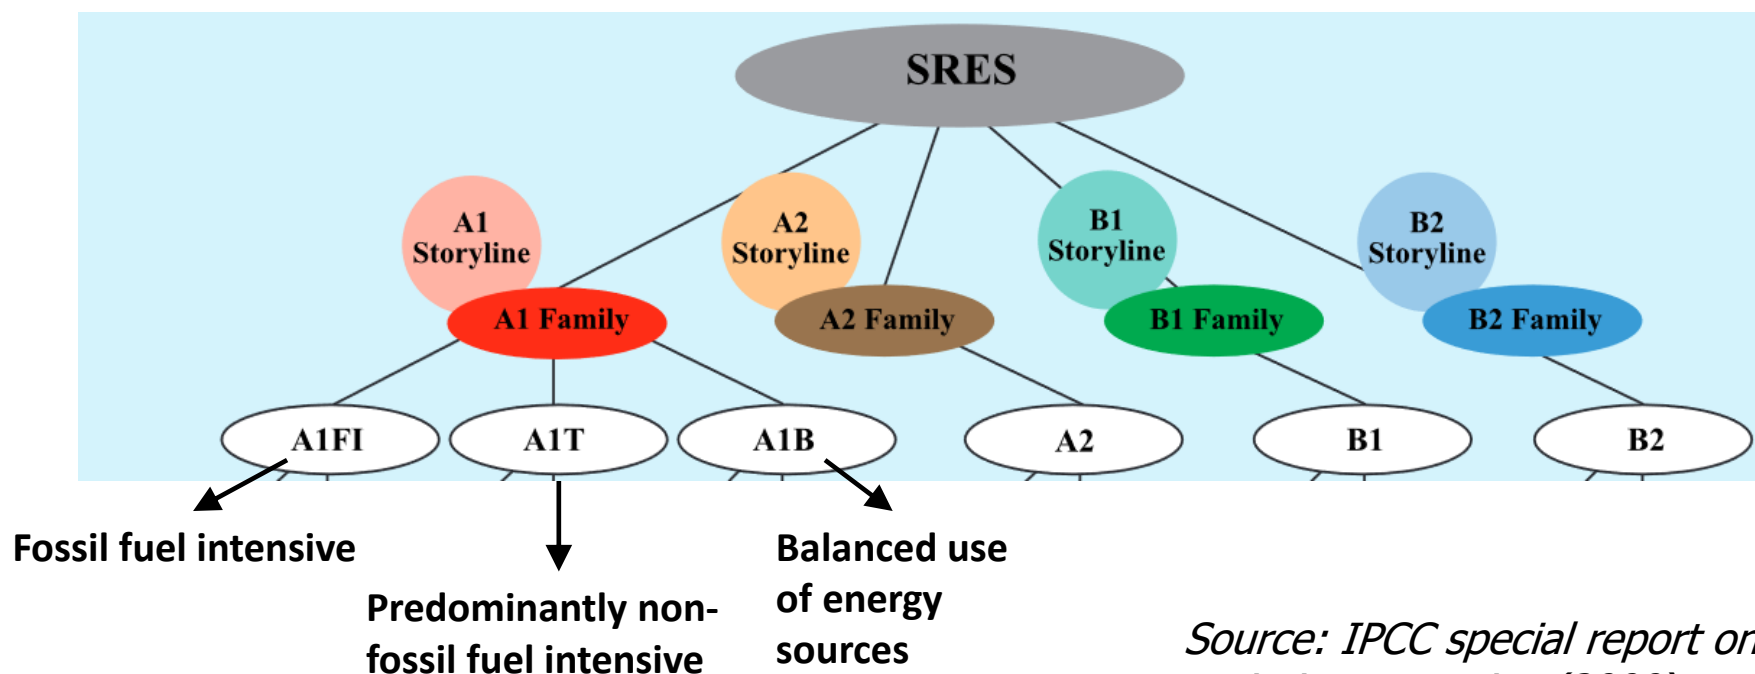 SRES
A1
Storyline
A2
Storyline
B1
Storyline
B2
Storyline
A1 Family
A2 Family
B1 Family
B2 Family
A1FI
A1T
A1B
A2
B1
B2
Fossil fuel intensive
Predominantly non-
fossil fuel intensive
Balanced use
of energy
sources
Source: IPCC special report on